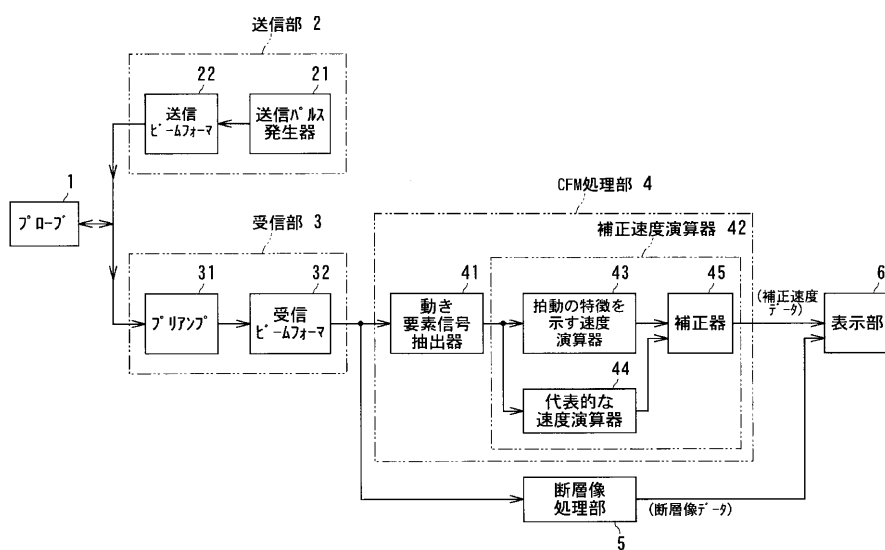 送信部 2
22
21
送信
ビームフォーマ
送信パルス
発生器
1
プローブ
CFM処理部 4
受信部 3
補正速度演算器 42
31
32
41
43
45
6
プリアンプ
受信
ビームフォーマ
動き
要素信号
抽出器
拍動の特徴を
示す速度
演算器
補正器
(補正速度
データ)
表示部
44
代表的な
速度演算器
断層像
処理部
(断層像データ)
5